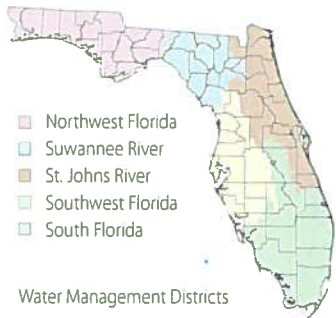 Northwest Florida
Suwannee River
St. Johns River
Southwest Florida
South Florida
Water Management Districts